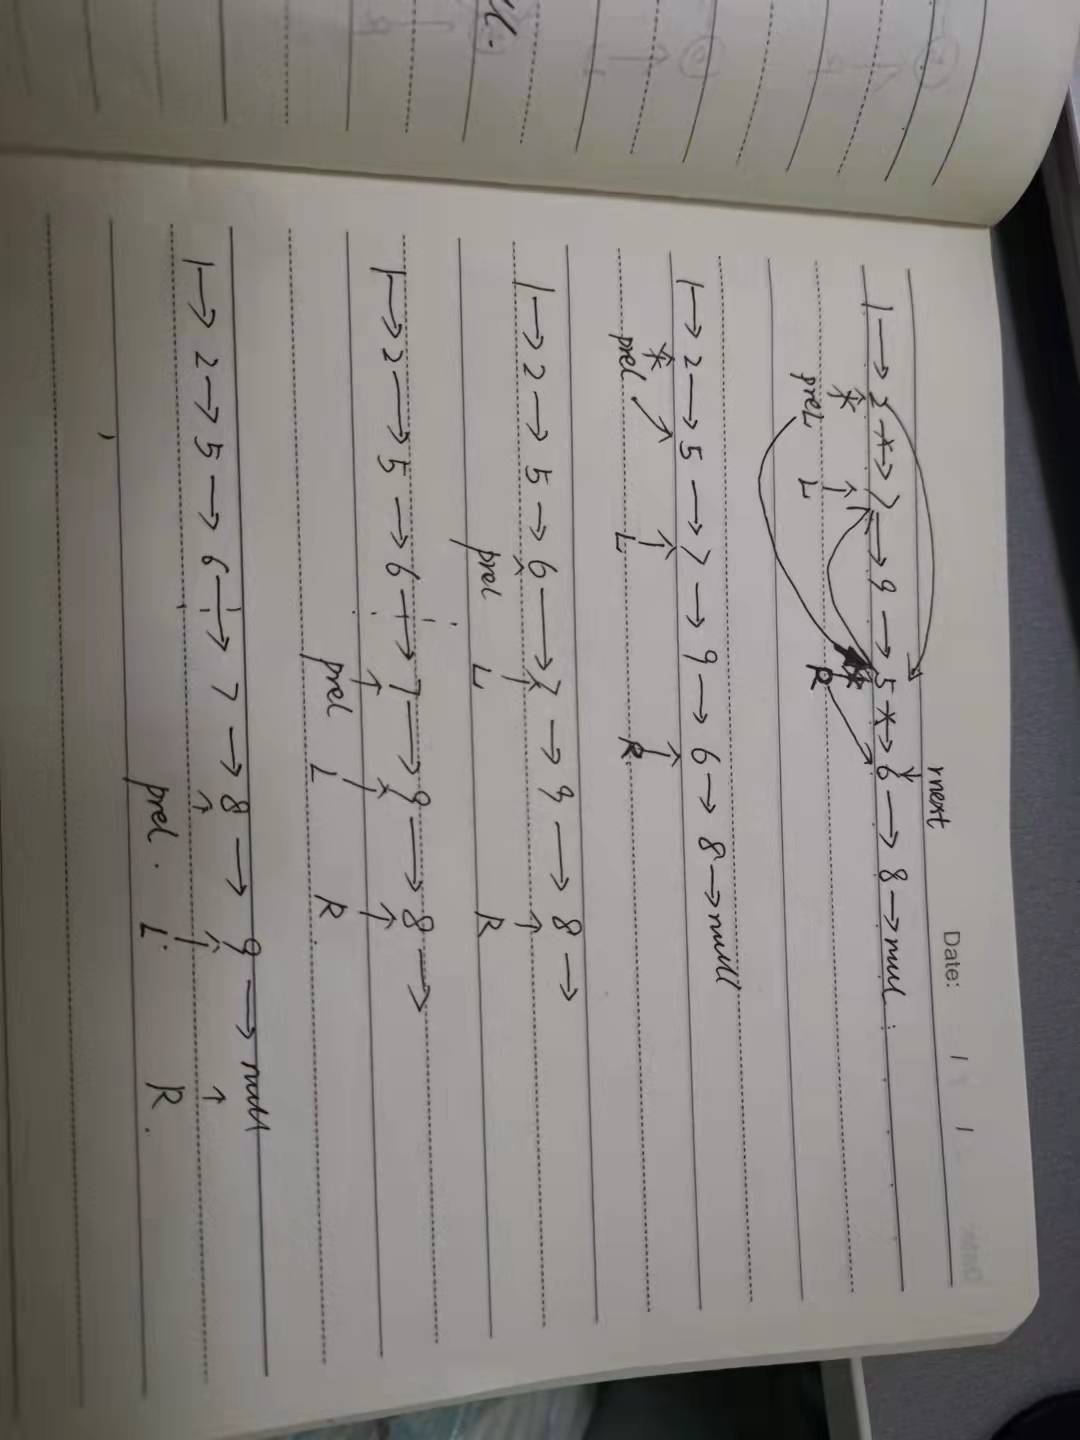 Date:
rnext
1→2→7→9→5→6→8→null
preL L R
1→2→5→7→9→6→8→null
preL L R
1→2→5→6→7→9→8→
preL L R
1→2→5→6→7→9→8→
preL L R
1→2→5→6→7→8→9→null
preL. L R.